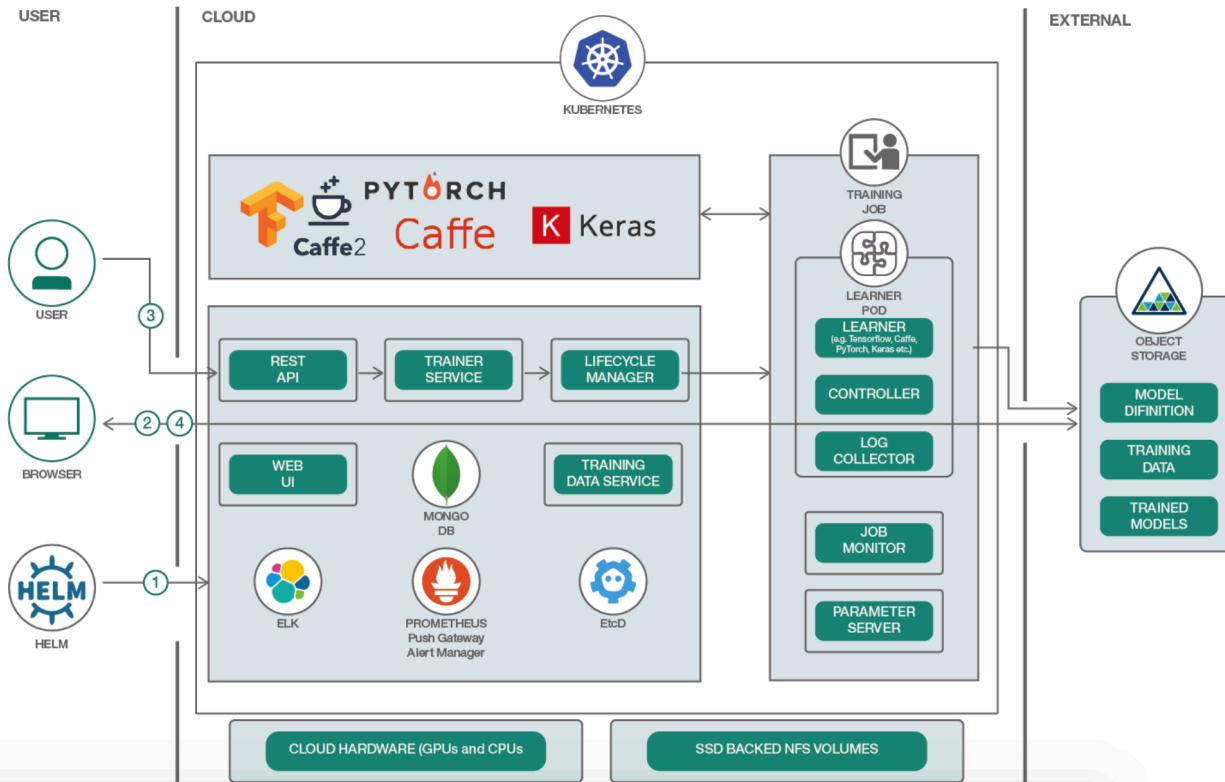 USER
CLOUD
EXTERNAL
KUBERNETES
PYTORCH
Caffe2
Caffe
K Keras
TRAINING
JOB
LEARNER
POD
LEARNER
(e.g. Tensorflow, Caffe,
PyTorch, Keras etc.)
CONTROLLER
LOG
COLLECTOR
JOB
MONITOR
PARAMETER
SERVER
USER
3
REST
API
TRAINER
SERVICE
LIFECYCLE
MANAGER
BROWSER
2
4
WEB
UI
MONGO
DB
TRAINING
DATA SERVICE
HELM
HELM
1
ELK
PROMETHEUS
Push Gateway
Alert Manager
EtcD
OBJECT
STORAGE
MODEL
DIFINITION
TRAINING
DATA
TRAINED
MODELS
CLOUD HARDWARE (GPUs and CPUs
SSD BACKED NFS VOLUMES